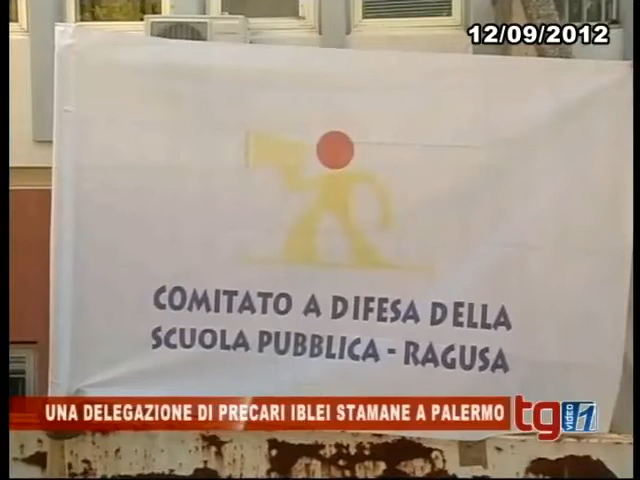 12/09/2012
COMITATO A DIFESA DELLA
SCUOLA PUBBLICA - RAGUSA
UNA DELEGAZIONE DI PRECARI IBLEI STAMANE A PALERMO
tg video 1